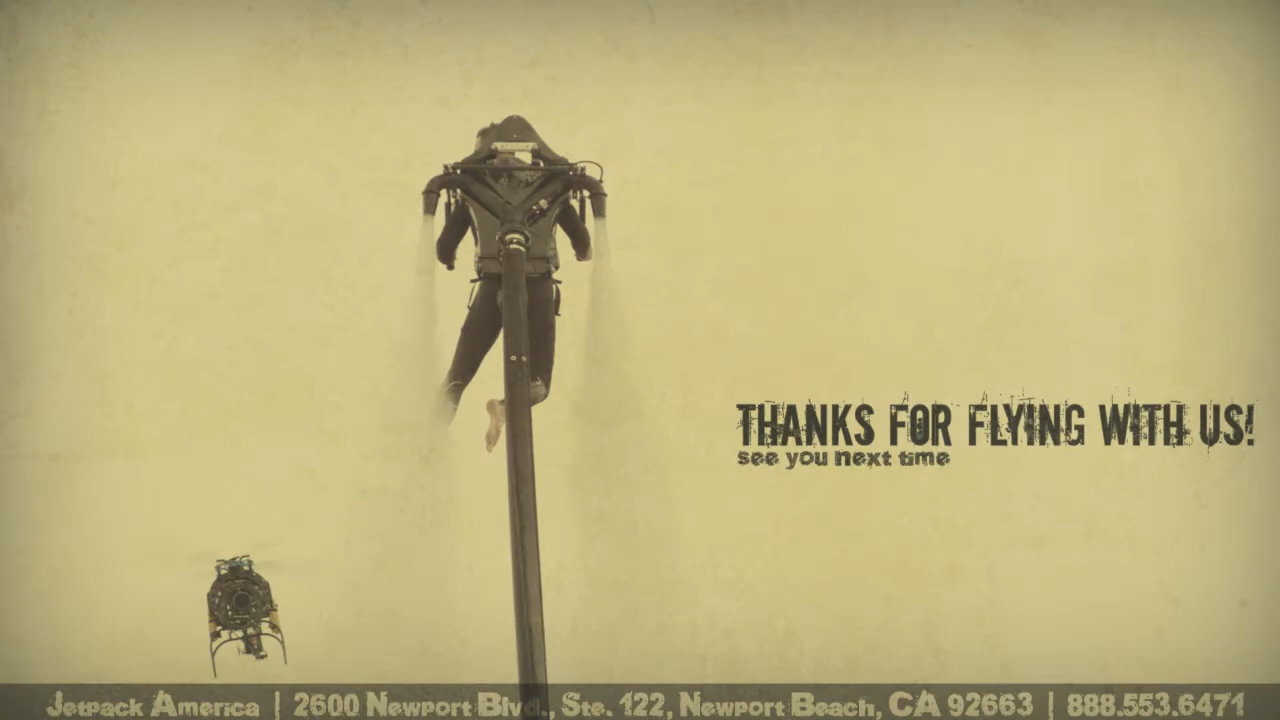 THANKS FOR FLYING WITH US!
see you next time
Jetpack America | 2600 Newport Blvd., Ste. 122, Newport Beach, CA 92663 | 888.553.6471